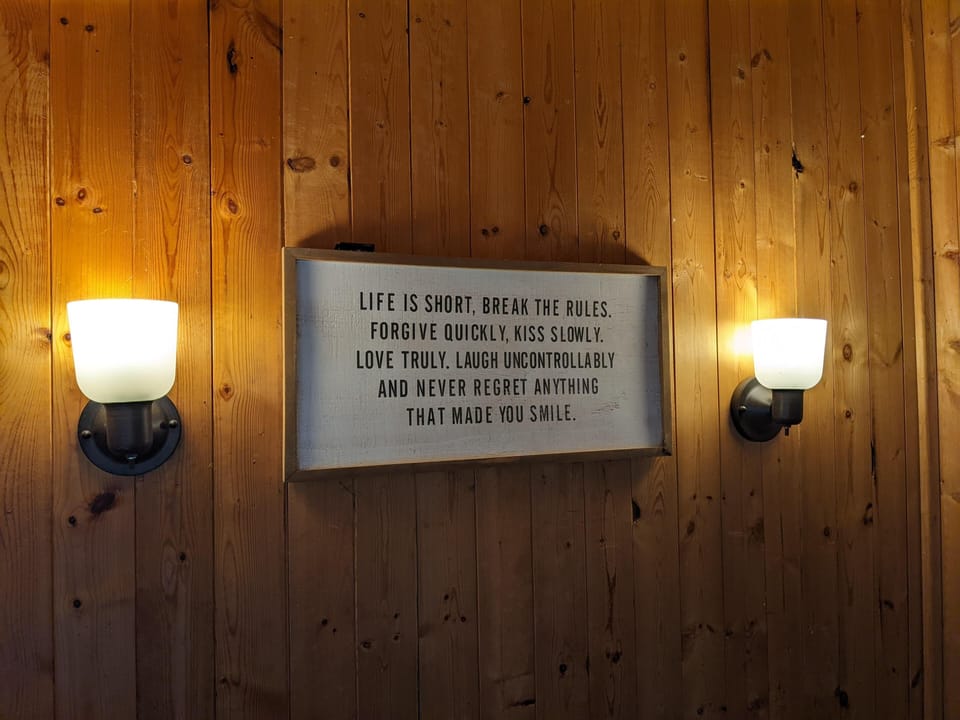 LIFE IS SHORT, BREAK THE RULES.
FORGIVE QUICKLY, KISS SLOWLY.
LOVE TRULY. LAUGH UNCONTROLLABLY
AND NEVER REGRET ANYTHING
THAT MADE YOU SMILE.